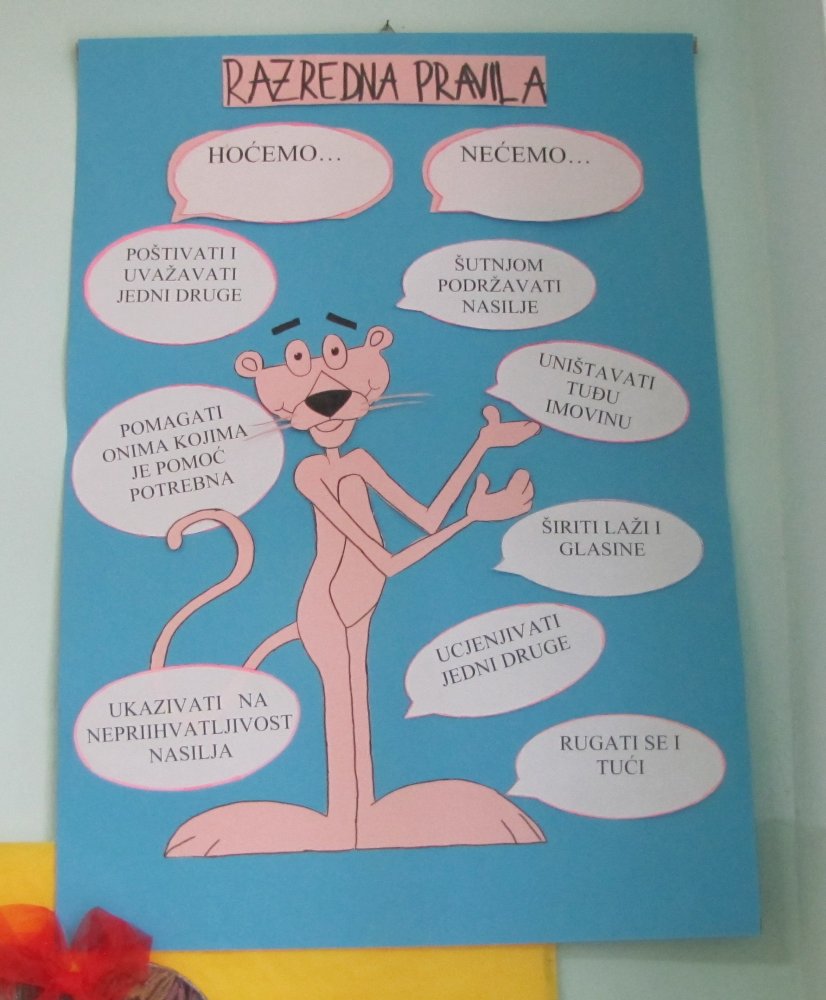 RAZREDNA PRAVILA
HOĆEMO...
POŠTIVATI I
UVAŽAVATI
JEDNI DRUGE
POMAGATI
ONIMA KOJIMA
JE POMOĆ
POTREBNA
UKAZIVATI NA
NEPRIIHVATLJIVOST
NASILJA
NEĆEMO...
ŠUTNJOM
PODRŽAVATI
NASILJE
UNIŠTAVATI
TUĐU
IMOVINU
ŠIRITI LAŽI I
GLASINE
UCJENJIVATI
JEDNI DRUGE
RUGATI SE I
TUĆI